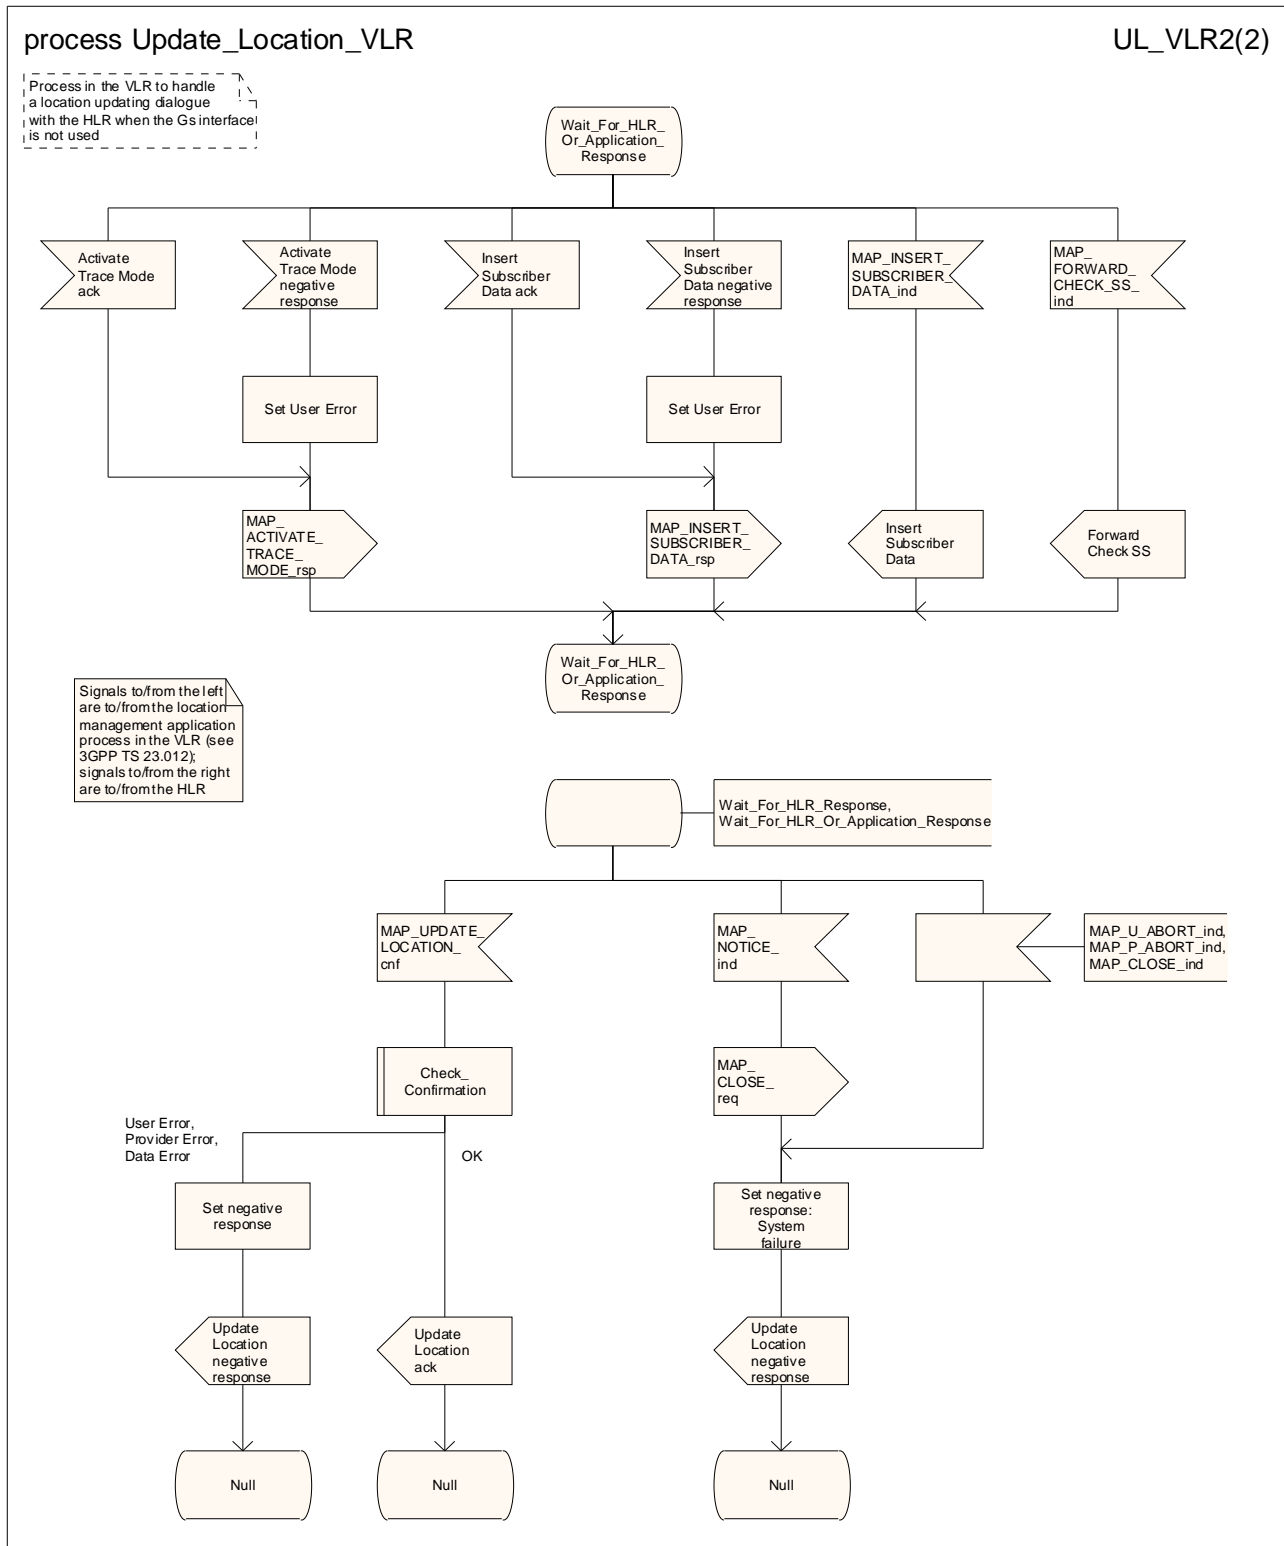 process Update_Location_VLR
UL_VLR2(2)
Process in the VLR to handle
a location updating dialogue
with the HLR when the Gs interface
is not used
Wait_For_HLR_
Or_Application_
Response
Activate
Trace Mode
ack
Activate
Trace Mode
negative
response
Insert
Subscriber
Data ack
Insert
Subscriber
Data negative
response
MAP_INSERT_
SUBSCRIBER_
DATA_ind
MAP_
FORWARD_
CHECK_SS_
ind
Set User Error
Set User Error
MAP_
ACTIVATE_
TRACE_
MODE_rsp
MAP_INSERT_
SUBSCRIBER_
DATA_rsp
Insert
Subscriber
Data
Forward
Check SS
Wait_For_HLR_
Or_Application_
Response
Signals to/from the left
are to/from the location
management application
process in the VLR (see
3GPP TS 23.012);
signals to/from the right
are to/from the HLR
Wait_For_HLR_Response,
Wait_For_HLR_Or_Application_Response
MAP_UPDATE_
LOCATION_
cnf
MAP_
NOTICE_
ind
MAP_U_ABORT_ind,
MAP_P_ABORT_ind,
MAP_CLOSE_ind
Check_
Confirmation
MAP_
CLOSE_
req
User Error,
Provider Error,
Data Error
OK
Set negative
response
Set negative
response:
System
failure
Update
Location
negative
response
Update
Location
ack
Update
Location
negative
response
Null
Null
Null